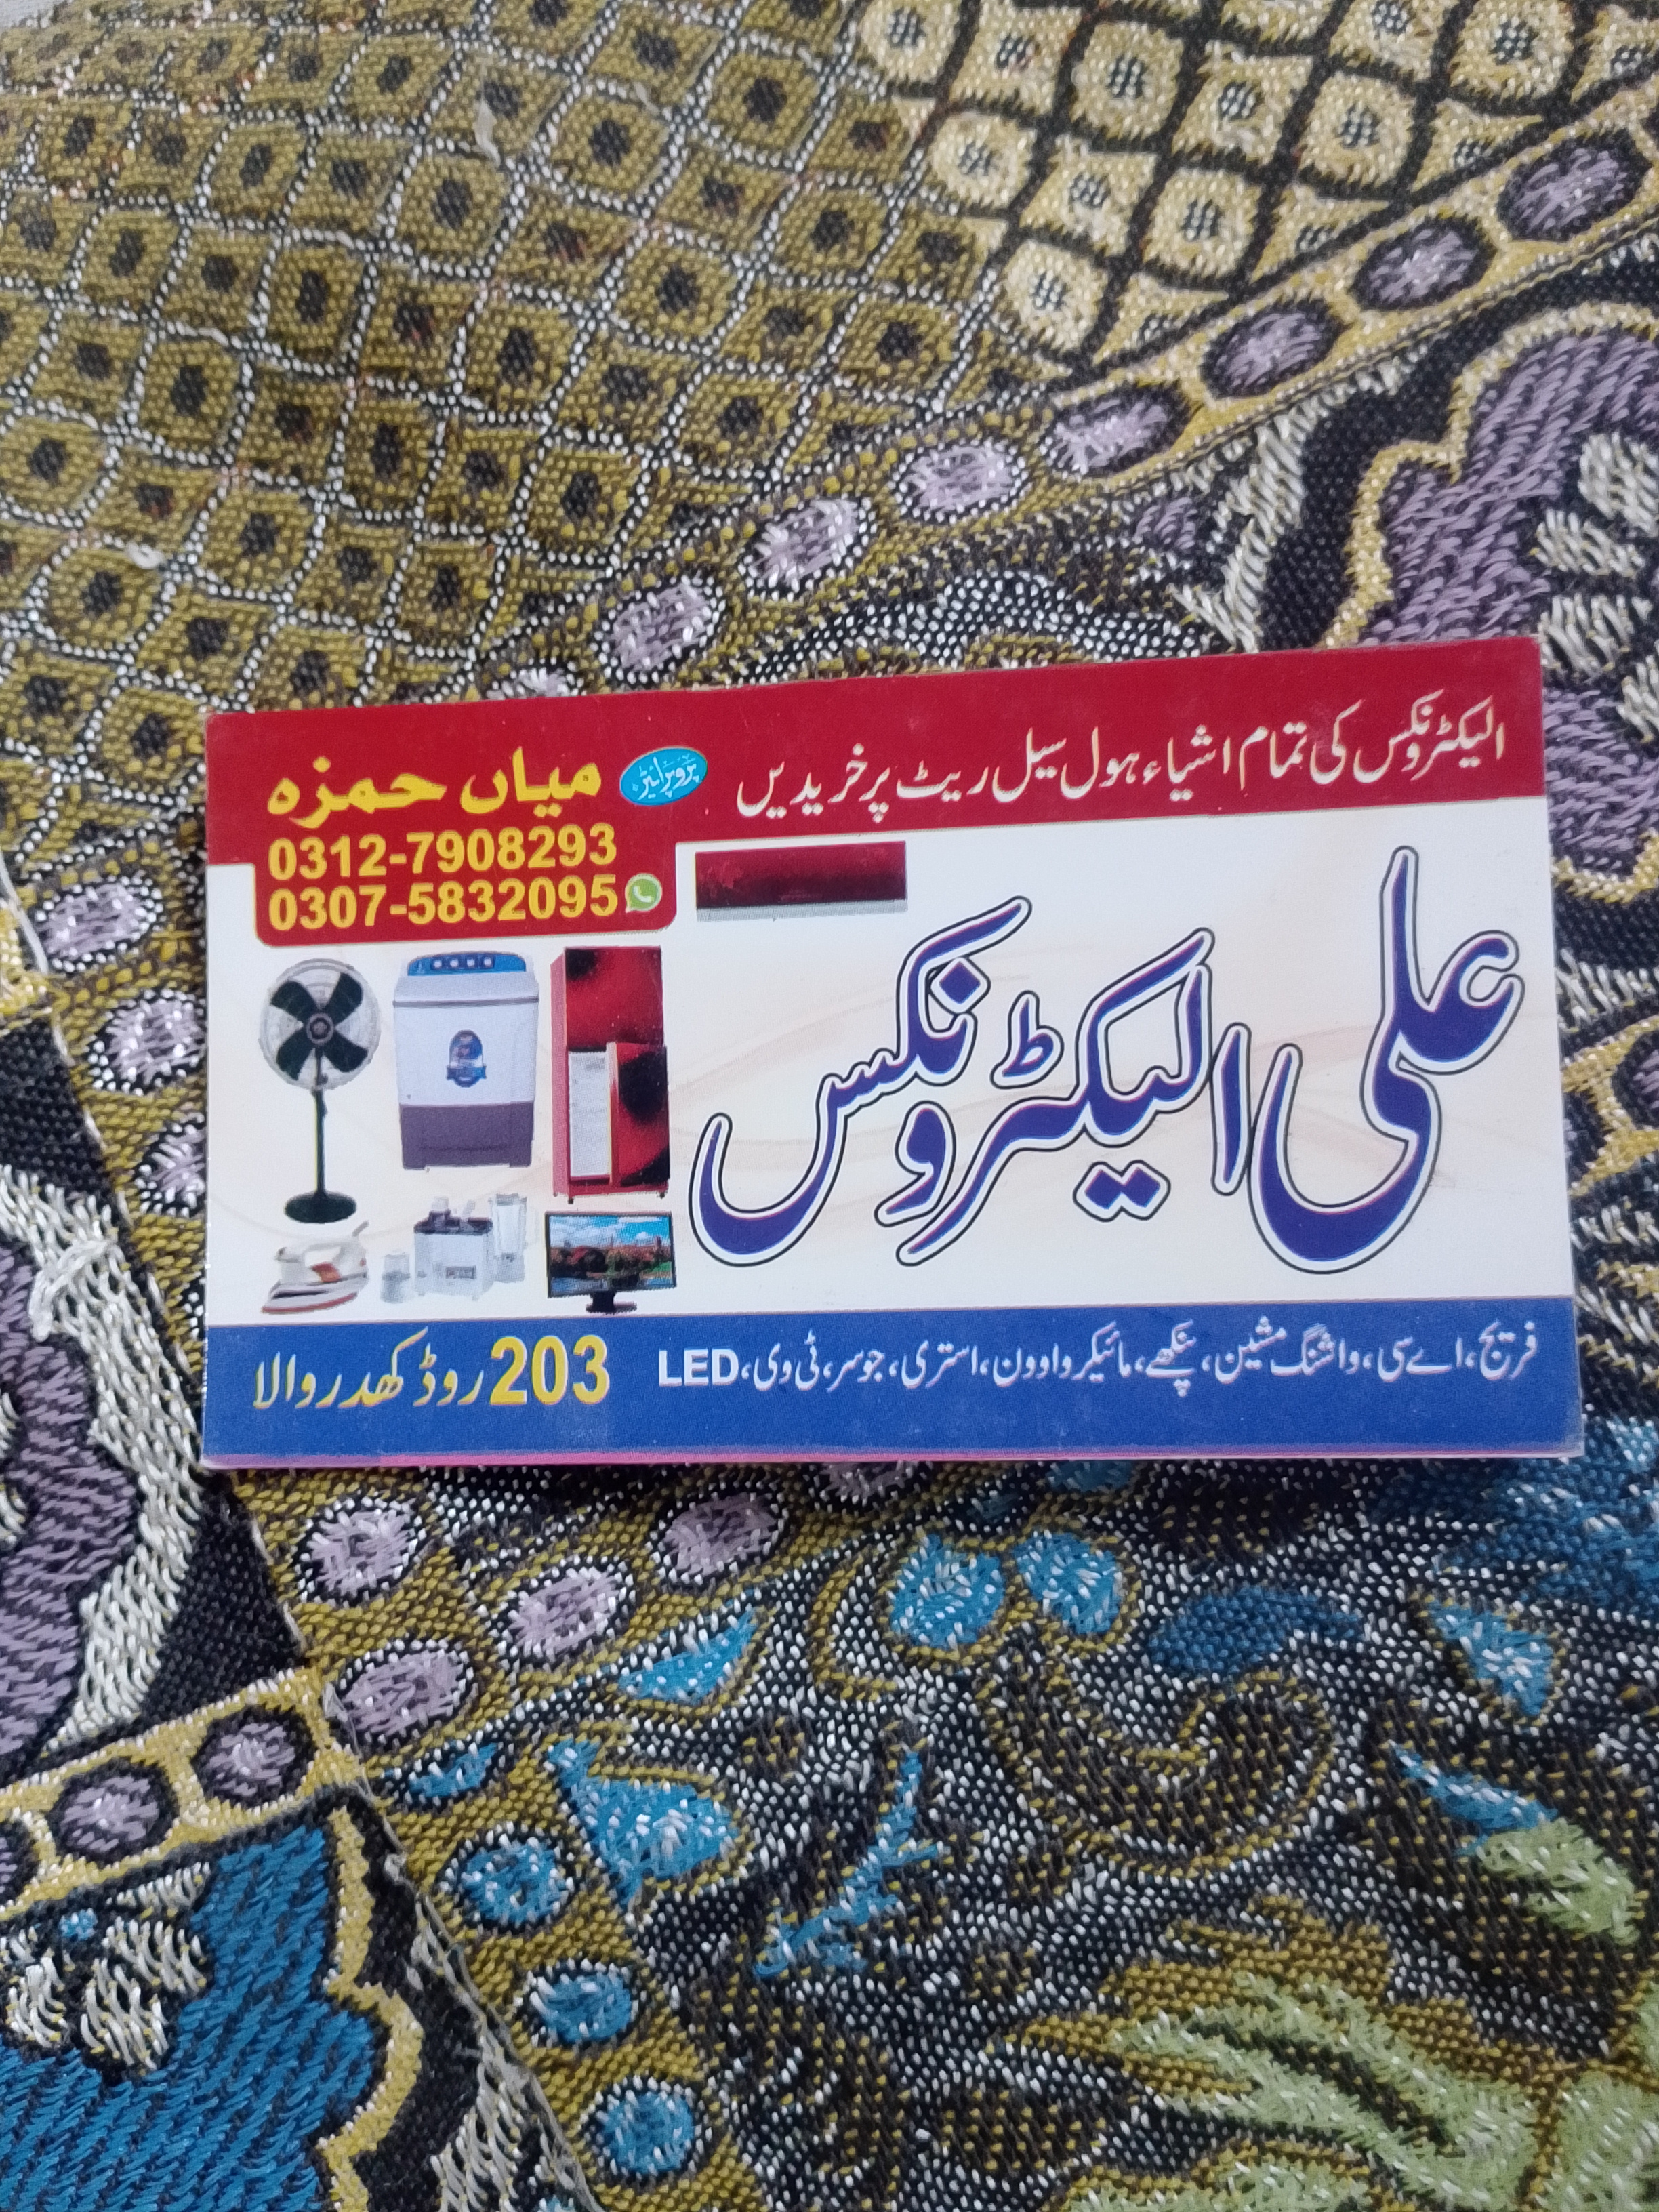 الیکٹرونکس کی تمام اشیاء ہول سیل ریٹ پر خریدیں
پروپرائیٹر
میاں حمزہ
0312-7908293
0307-5832095
علی الیکٹرونکس
فریج، اے سی، واشنگ مشین، پنکھے، مائیکرو اوون، استری، جوسر، ٹی وی، LED
203 روڈ کھدر والا